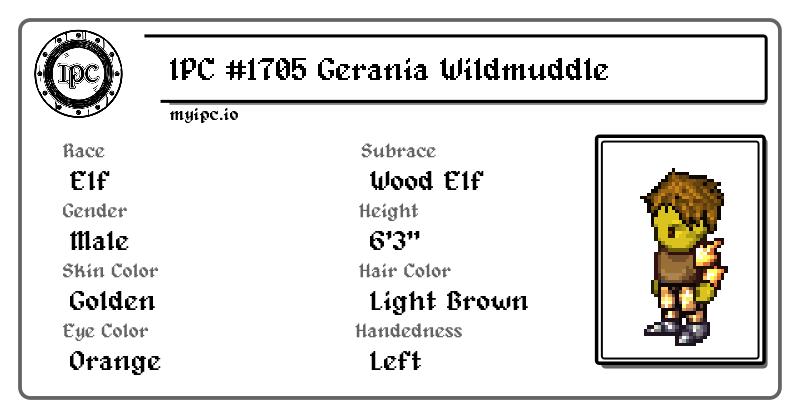 IPC
IPC #1705 Gerania Wildmuddle
myipc.io
Race
Elf
Subrace
Wood Elf
Gender
Male
Height
6'3"
Skin Color
Golden
Hair Color
Light Brown
Eye Color
Orange
Handedness
Left